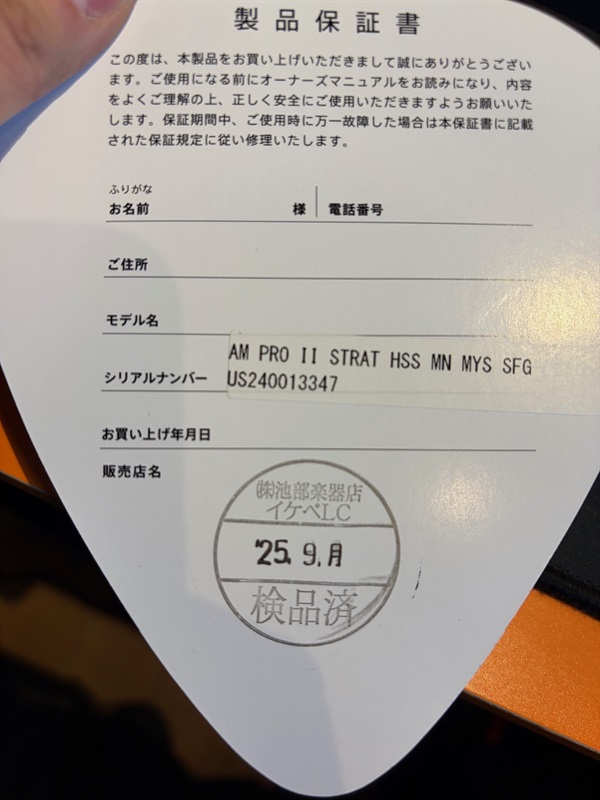 製品保証書
この度は、本製品をお買い上げいただきまして誠にありがとうござい
ます。ご使用になる前にオーナーズマニュアルをお読みになり、内容
をよくご理解の上、正しく安全にご使用いただきますようお願いいた
します。保証期間中、ご使用時に万一故障した場合は本保証書に記載
された保証規定に従い修理いたします。
ふりがな
お名前 様 電話番号
ご住所
モデル名
AM PRO II STRAT HSS MN MYS SFG
シリアルナンバー US240013347
お買い上げ年月日
販売店名
㈱池部楽器店
イケベLC
'25.9.月
検品済